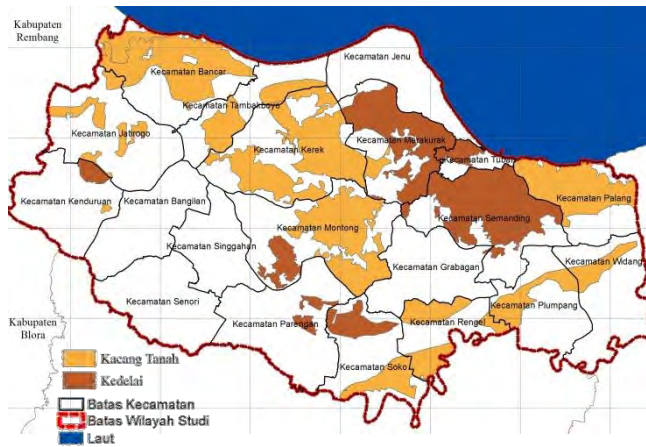 Kabupaten
Rembang
Kecamatan Jenu
Kecamatan Bancar
Kecamatan Tambakboyo
Kecamatan Jatirogo
Kecamatan Kerek
Kecamatan Merakurak
Kecamatan Tuban
Kecamatan Kenduruan
Kecamatan Bangilan
Kecamatan Palang
Kecamatan Semanding
Kecamatan Montong
Kecamatan Singgahan
Kecamatan Grabagan
Kecamatan Widang
Kecamatan Senori
Kecamatan Plumpang
Kabupaten
Blora
Kecamatan Parengan
Kecamatan Rengel
Kecamatan Soko
Kacang Tanah
Kedelai
Batas Kecamatan
Batas Wilayah Studi
Laut